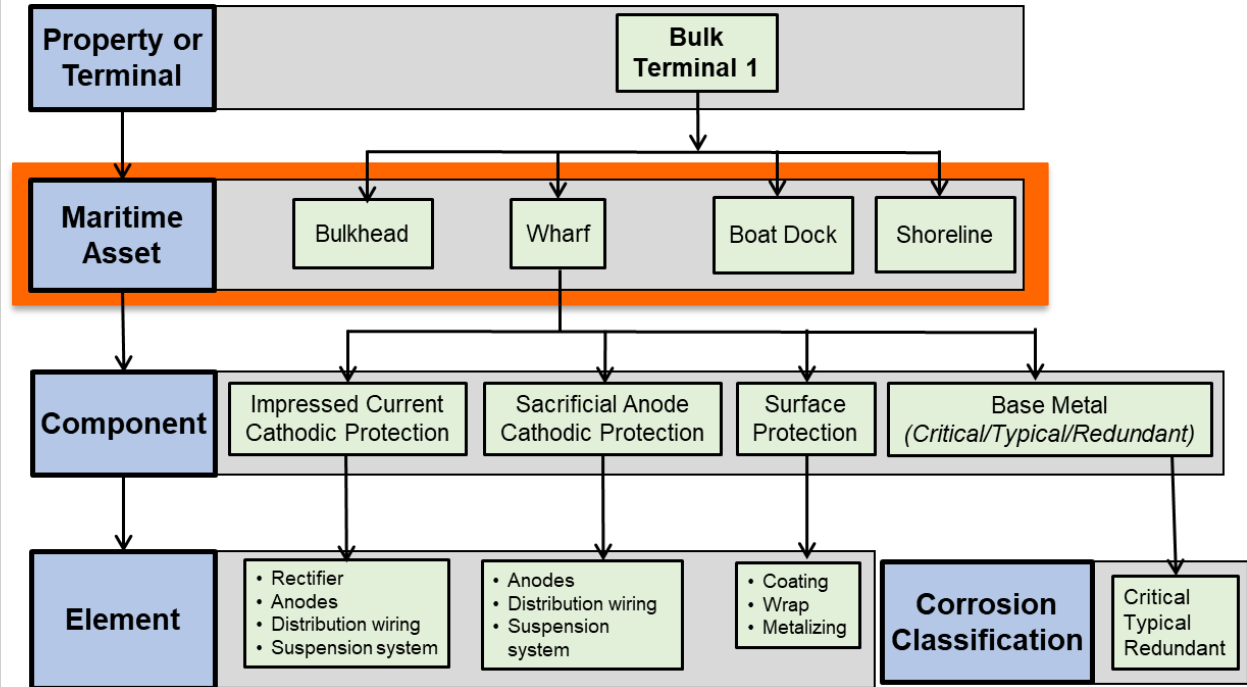 Property or
Terminal
Bulk
Terminal 1
Maritime
Asset
Bulkhead
Wharf
Boat Dock
Shoreline
Component
Impressed Current
Cathodic Protection
Sacrificial Anode
Cathodic Protection
Surface
Protection
Base Metal
(Critical/Typical/Redundant)
Element
• Rectifier
• Anodes
• Distribution wiring
• Suspension system
• Anodes
• Distribution wiring
• Suspension
system
• Coating
• Wrap
• Metalizing
Corrosion
Classification
Critical
Typical
Redundant